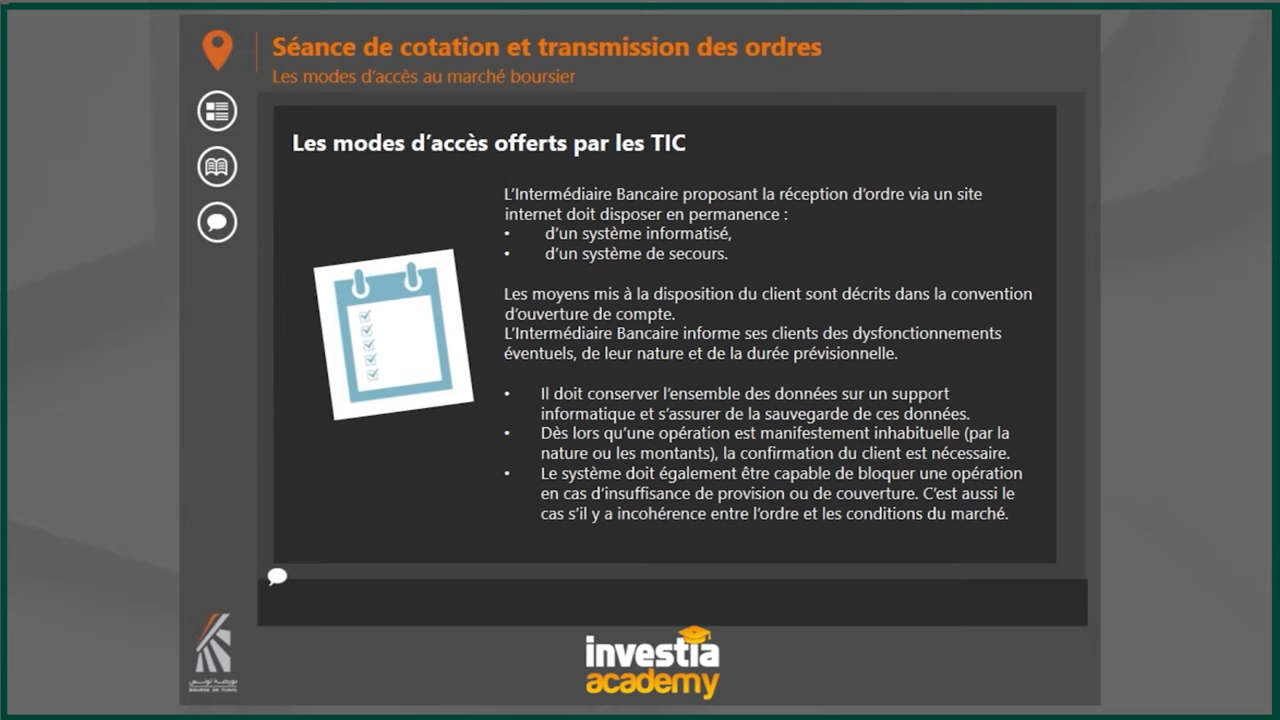 Séance de cotation et transmission des ordres
Les modes d'accès au marché boursier
Les modes d'accès offerts par les TIC
L'Intermédiaire Bancaire proposant la réception d'ordre via un site
internet doit disposer en permanence :
• d'un système informatisé,
• d'un système de secours.
Les moyens mis à la disposition du client sont décrits dans la convention
d'ouverture de compte.
L'Intermédiaire Bancaire informe ses clients des dysfonctionnements
éventuels, de leur nature et de la durée prévisionnelle.
• Il doit conserver l'ensemble des données sur un support
informatique et s'assurer de la sauvegarde de ces données.
• Dès lors qu'une opération est manifestement inhabituelle (par la
nature ou les montants), la confirmation du client est nécessaire.
• Le système doit également être capable de bloquer une opération
en cas d'insuffisance de provision ou de couverture. C'est aussi le
cas s'il y a incohérence entre l'ordre et les conditions du marché.
بورصة تونس
BOURSE DE TUNIS
investia
academy